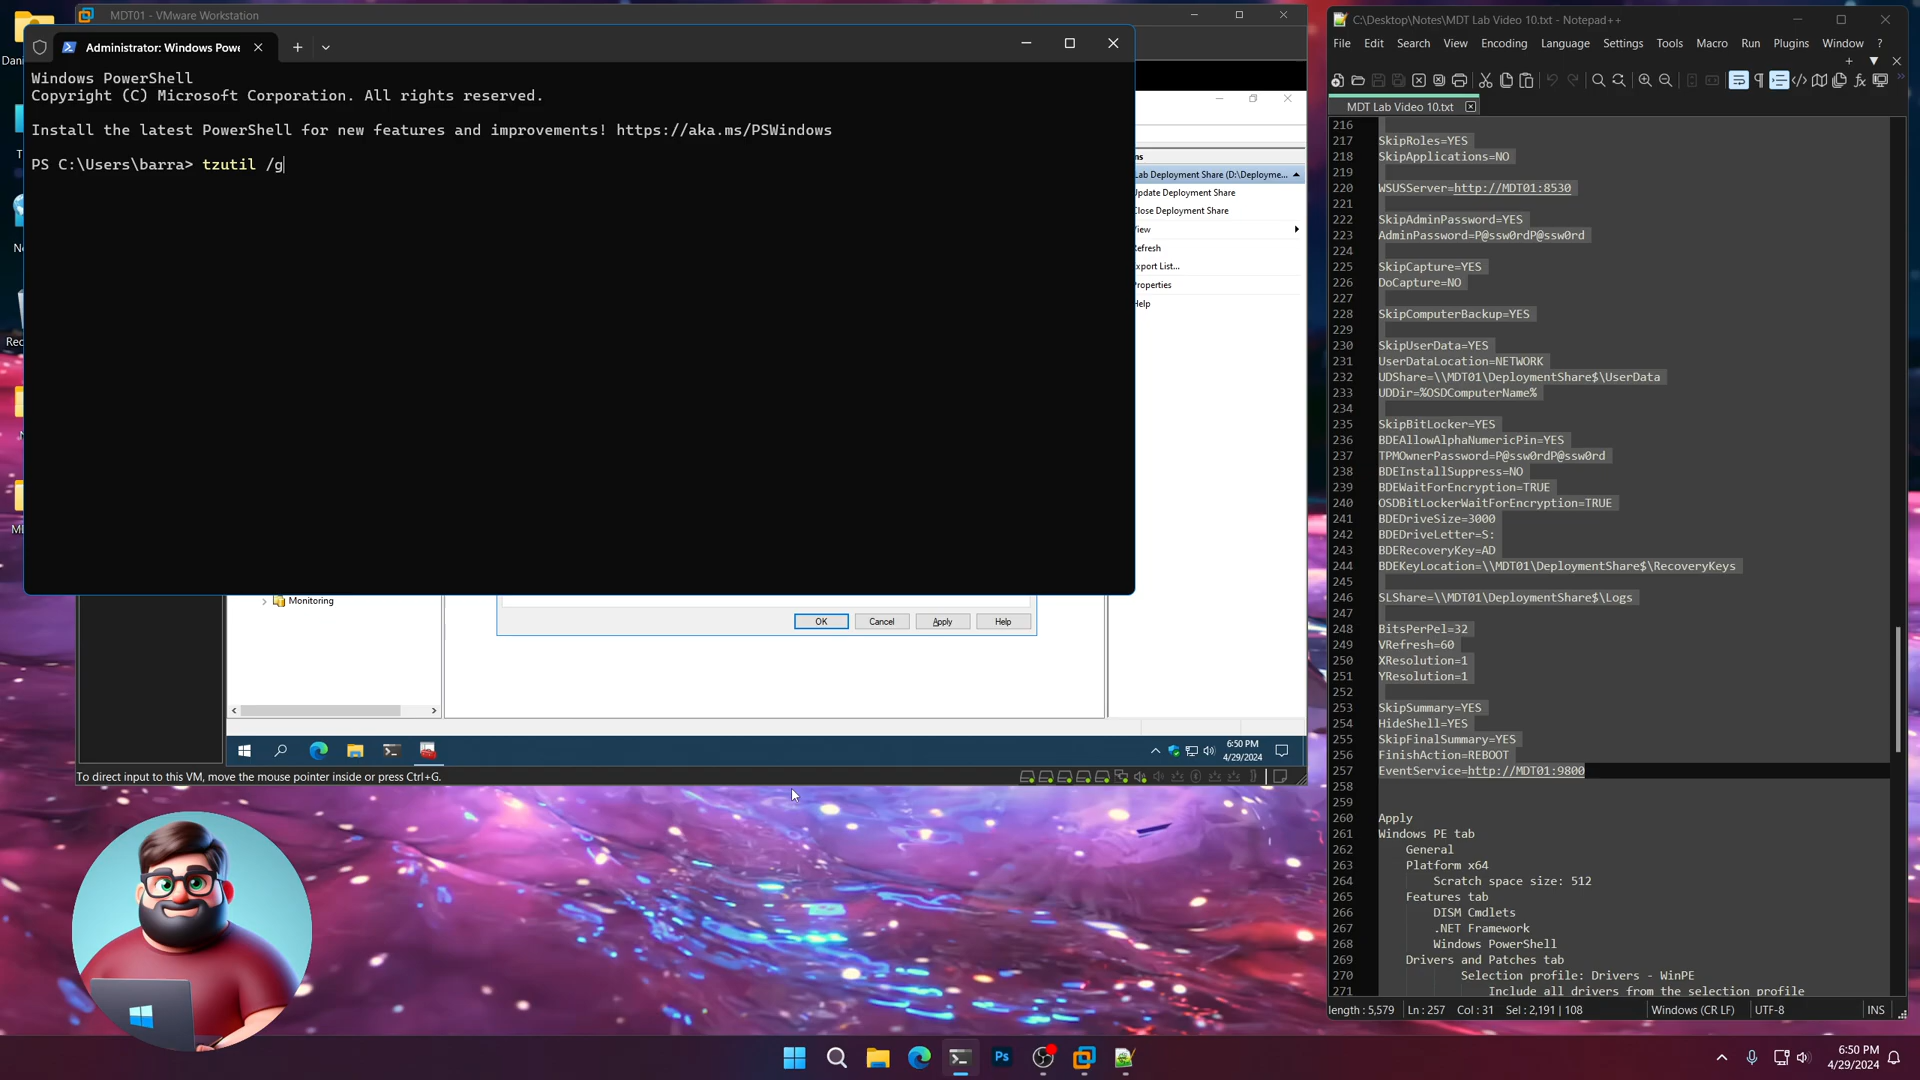 MDT01 - VMware Workstation
Administrator: Windows Powe
Windows PowerShell
Copyright (C) Microsoft Corporation. All rights reserved.
Install the latest PowerShell for new features and improvements! https://aka.ms/PSWindows
PS C:\Users\barra> tzutil /g
ns
Lab Deployment Share (D:\Deployme...
Update Deployment Share
Close Deployment Share
View
Refresh
Export List...
Properties
Help
Monitoring
OK
Cancel
Apply
Help
6:50 PM
4/29/2024
To direct input to this VM, move the mouse pointer inside or press Ctrl+G.
Dani
T
Ne
Rec
M
C:\Desktop\Notes\MDT Lab Video 10.txt - Notepad++
File Edit Search View Encoding Language Settings Tools Macro Run Plugins Window ?
MDT Lab Video 10.txt
216
217 SkipRoles=YES
218 SkipApplications=NO
219
220 WSUSServer=http://MDT01:8530
221
222 SkipAdminPassword=YES
223 AdminPassword=P@ssw0rdP@ssw0rd
224
225 SkipCapture=YES
226 DoCapture=NO
227
228 SkipComputerBackup=YES
229
230 SkipUserData=YES
231 UserDataLocation=NETWORK
232 UDShare=\\MDT01\DeploymentShare$\UserData
233 UDDir=%OSDComputerName%
234
235 SkipBitLocker=YES
236 BDEAllowAlphaNumericPin=YES
237 TPMOwnerPassword=P@ssw0rdP@ssw0rd
238 BDEInstallSuppress=NO
239 BDEWaitForEncryption=TRUE
240 OSDBitLockerWaitForEncryption=TRUE
241 BDEDriveSize=3000
242 BDEDriveLetter=S:
243 BDERecoveryKey=AD
244 BDEKeyLocation=\\MDT01\DeploymentShare$\RecoveryKeys
245
246 SLShare=\\MDT01\DeploymentShare$\Logs
247
248 BitsPerPel=32
249 VRefresh=60
250 XResolution=1
251 YResolution=1
252
253 SkipSummary=YES
254 HideShell=YES
255 SkipFinalSummary=YES
256 FinishAction=REBOOT
257 EventService=http://MDT01:9800
258
259
260 Apply
261 Windows PE tab
262 General
263 Platform x64
264 Scratch space size: 512
265 Features tab
266 DISM Cmdlets
267 .NET Framework
268 Windows PowerShell
269 Drivers and Patches tab
270 Selection profile: Drivers - WinPE
271 Include all drivers from the selection profile
length : 5,579 Ln : 257 Col : 31 Sel : 2,191 | 108 Windows (CR LF) UTF-8 INS
Ps
6:50 PM
4/29/2024